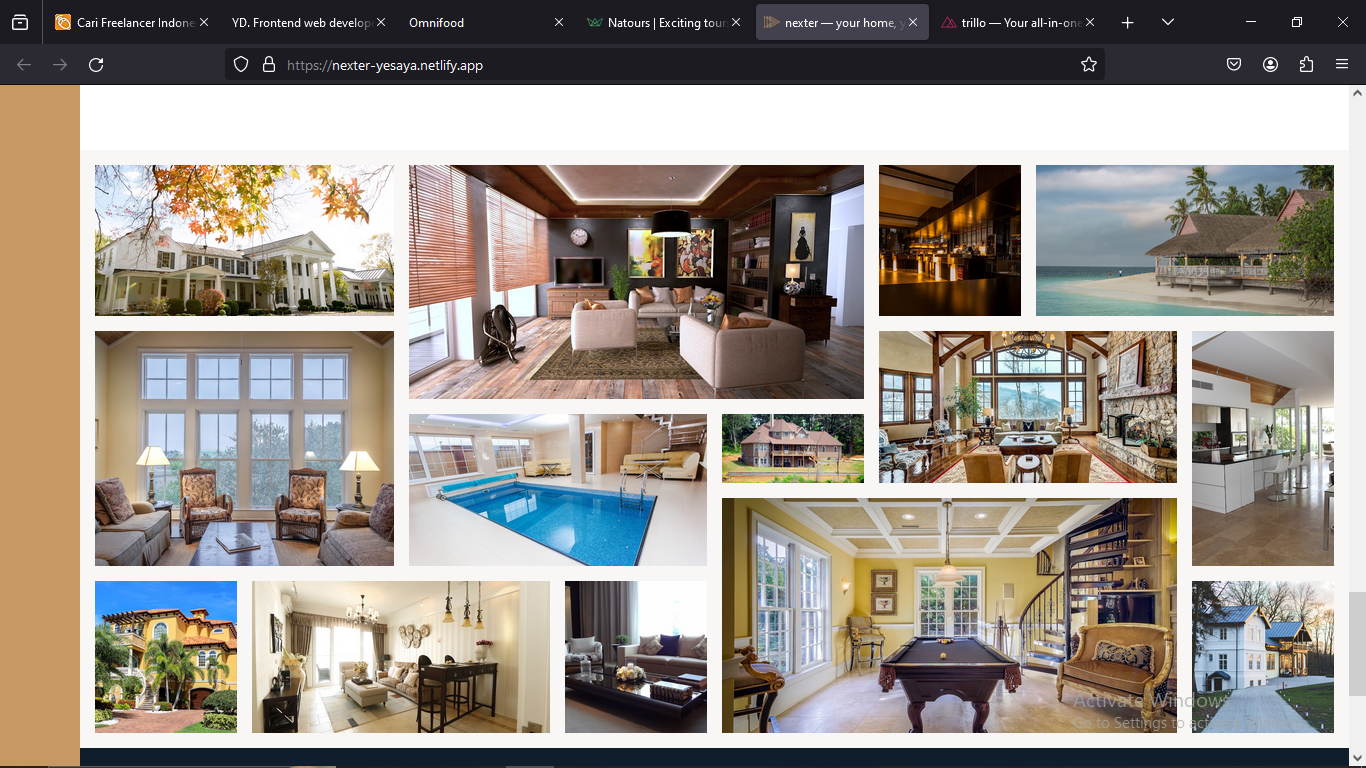 Cari Freelancer Indone
YD. Frontend web develop
Omnifood
Natours | Exciting tour
nexter — your home, y
trillo — Your all-in-one
https://nexter-yesaya.netlify.app
Activate Windows
Go to Settings to activate Windows.